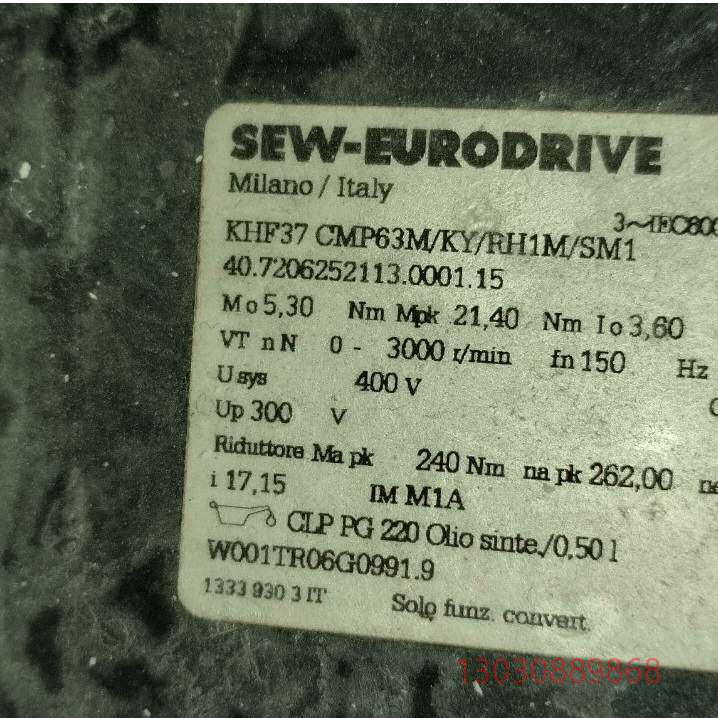 SEW-EURODRIVE
Milano / Italy
3~IEC600
KHF37 CMP63M/KY/RH1M/SM1
40.7206252113.0001.15
Mo 5,30 Nm Mpk 21,40 Nm Io 3,60
VT nN 0 - 3000 r/min fn 150 Hz
Usys 400 V
Up 300 V
Riduttore Ma pk 240 Nm na pk 262,00 ne
i 17,15 IM M1A
CLP PG 220 Olio sinte./0,50 l
W001TR06G0991.9
1333 930 3 IT Solo funz. convert.
13030889868